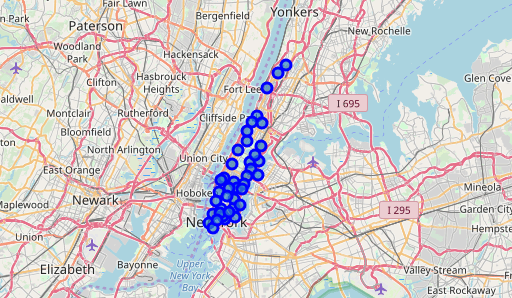 Fair Lawn
Bergenfield
Yonkers
Paterson
New Rochelle
Woodland
Park
Hackensack
Hasbrouck
Heights
Clifton
Fort Lee
Glen Cove
I 695
Bloomfield
Rutherford
Cliffside
Montclair
North Arlington
Union City
East Orange
Maplewood
Mineola
Newark
Hoboken
I 295
Garden City
Union
New York
Hempste
Elizabeth
Bayonne
Upper
New York
Bay
Valley Stream
East Rockaway